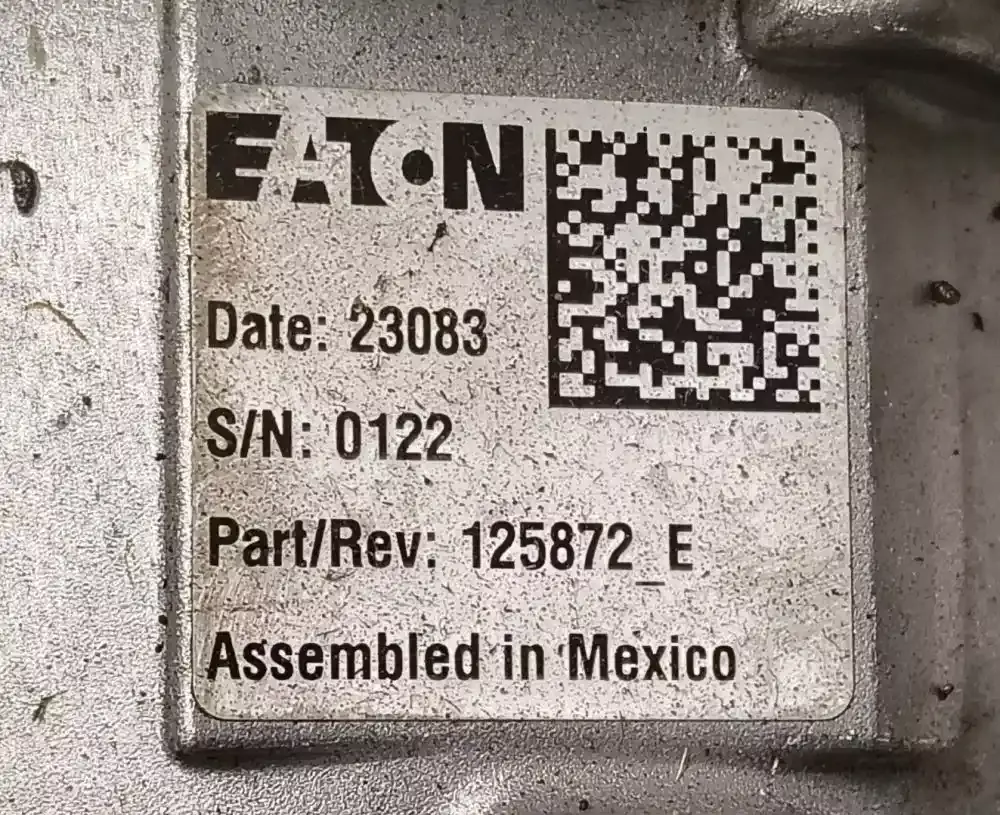 EATON
Date: 23083
S/N: 0122
Part/Rev: 125872_E
Assembled in Mexico